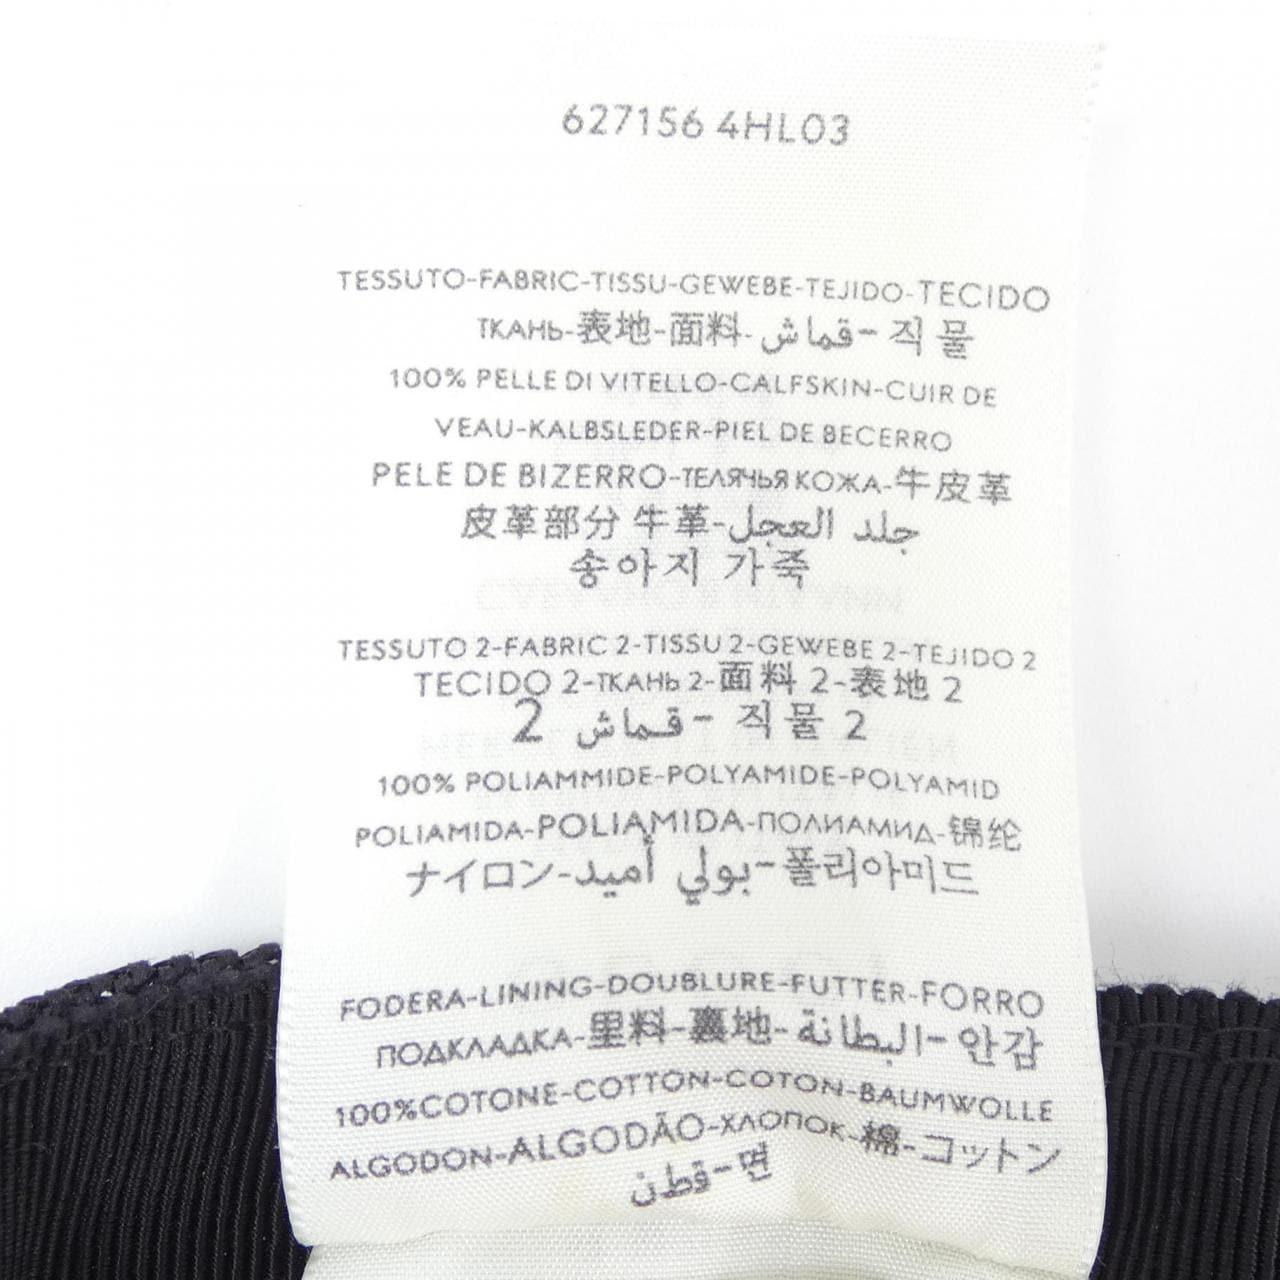 627156 4HL03
TESSUTO-FABRIC-TISSU-GEWEBE-TEJIDO-TECIDO
ТКАНЬ-表地-面料-قماش-직물
100% PELLE DI VITELLO-CALFSKIN-CUIR DE
VEAU-KALBSLEDER-PIEL DE BECERRO
PELE DE BIZERRO-ТЕЛЯЧЬЯ КОЖА-牛皮革
皮革部分 牛革-جلد العجل
송아지 가죽
TESSUTO 2-FABRIC 2-TISSU 2-GEWEBE 2-TEJIDO 2
TECIDO 2-ТКАНЬ 2-面料 2-表地 2
2 قماش - 직물 2
100% POLIAMMIDE-POLYAMIDE-POLYAMID
POLIAMIDA-POLIAMIDA-ПОЛИАМИД-锦纶
ナイロン-بولي أميد-폴리아미드
FODERA-LINING-DOUBLURE-FUTTER-FORRO
ПОДКЛАДКА-里料-裏地-البطانة-안감
100%COTONE-COTTON-COTON-BAUMWOLLE
ALGODON-ALGODÃO-ХЛОПОК-棉-コットン
قطن-면